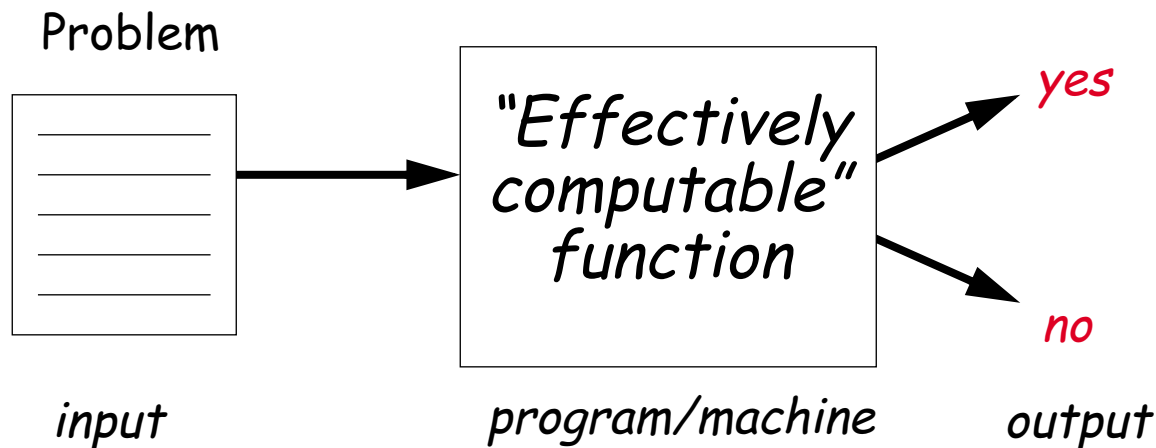 Problem
"Effectively
computable"
function
yes
no
input
program/machine
output